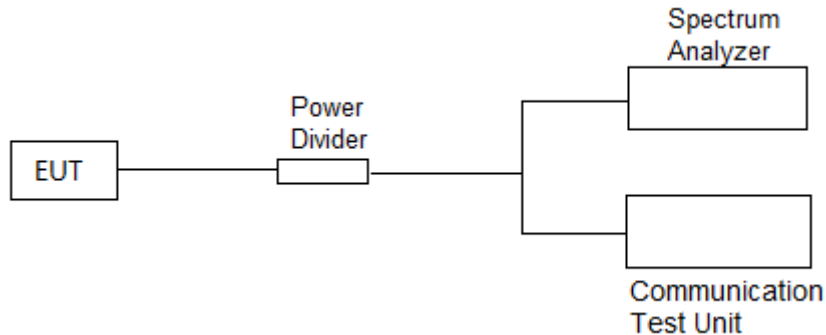 Spectrum
Analyzer
Power
Divider
EUT
Communication
Test Unit